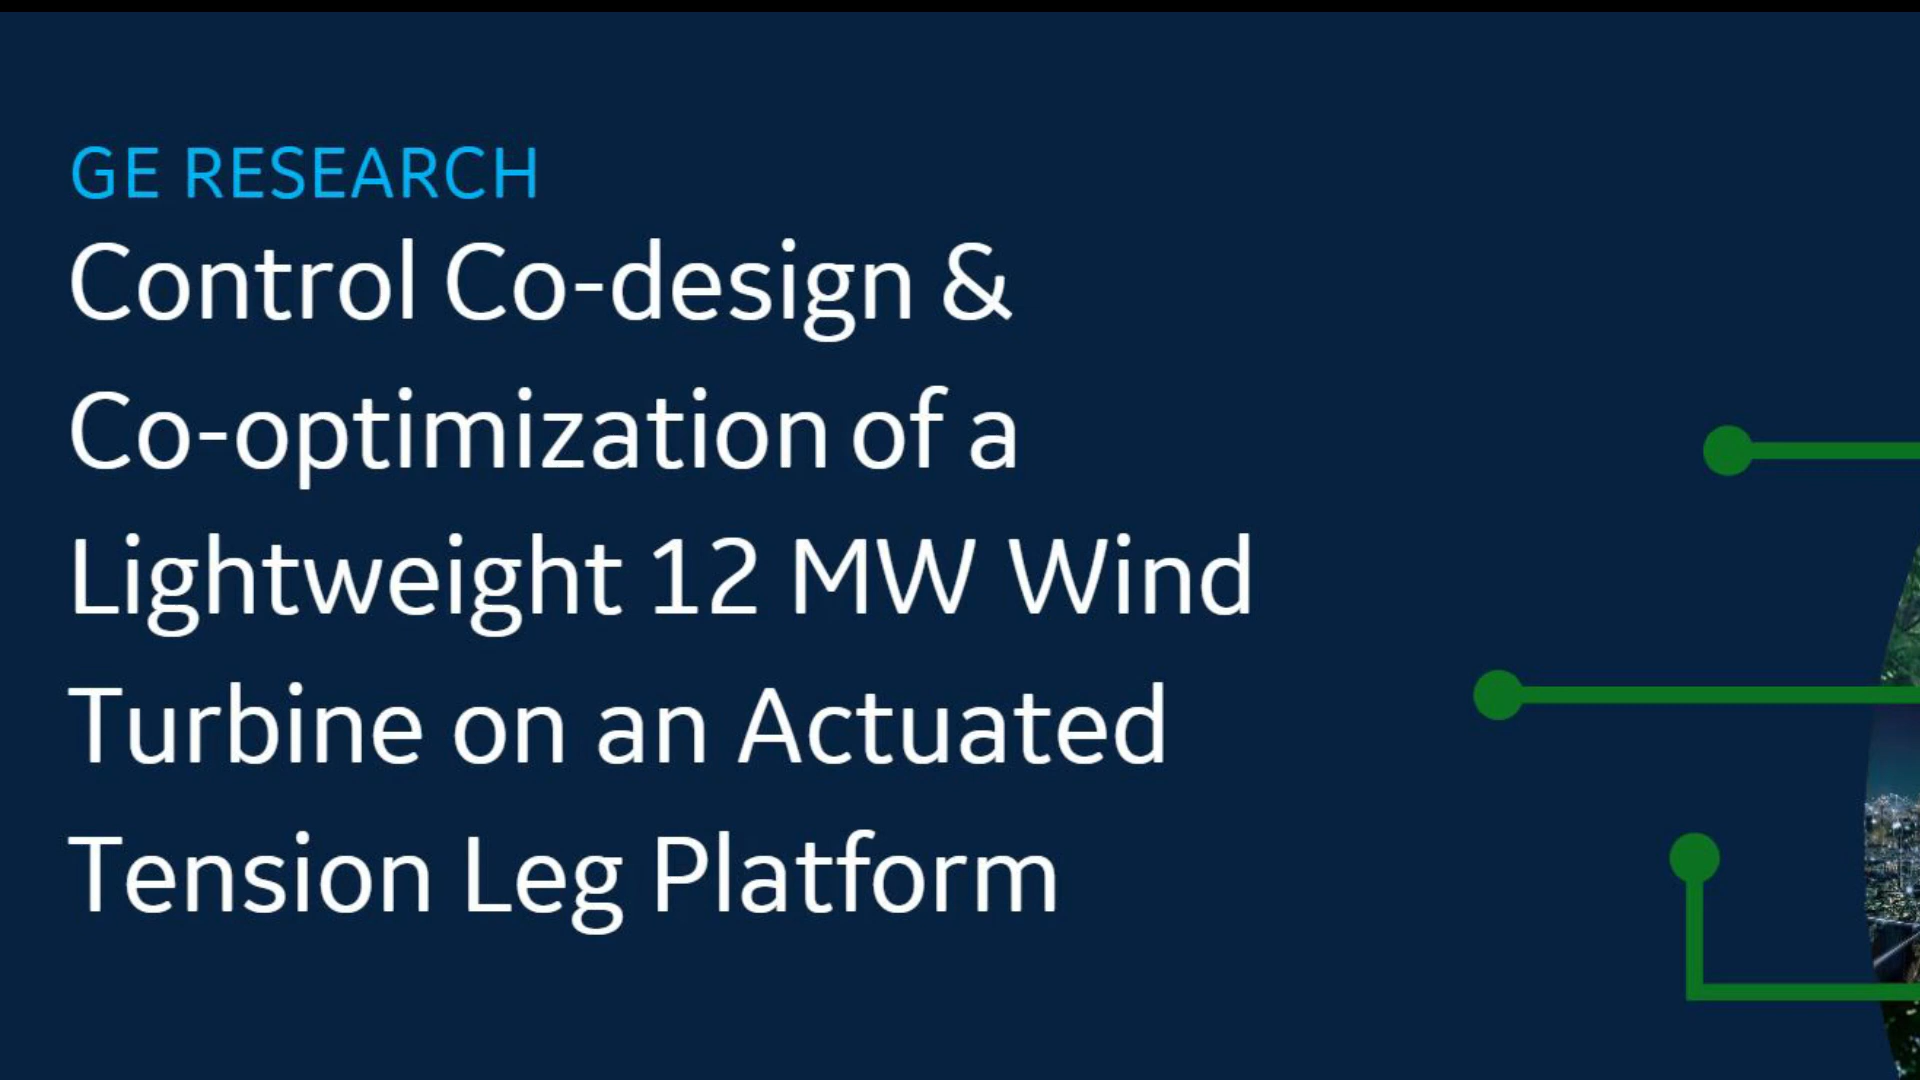 GE RESEARCH
Control Co-design &
Co-optimization of a
Lightweight 12 MW Wind
Turbine on an Actuated
Tension Leg Platform